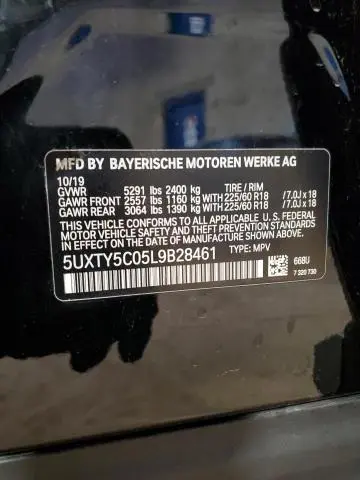 MFD BY BAYERISCHE MOTOREN WERKE AG
10/19
GVWR 5291 lbs 2400 kg TIRE / RIM
GAWR FRONT 2557 lbs 1160 kg WITH 225/60 R18 / 7.0J x 18
GAWR REAR 3064 lbs 1390 kg WITH 225/60 R18 / 7.0J x 18
THIS VEHICLE CONFORMS TO ALL APPLICABLE U.S. FEDERAL
MOTOR VEHICLE SAFETY AND THEFT PREVENTION STANDARDS
IN EFFECT ON THE DATE OF MANUFACTURE SHOWN ABOVE.
5UXTY5C05L9B28461 TYPE: MPV
668U
7 320 730